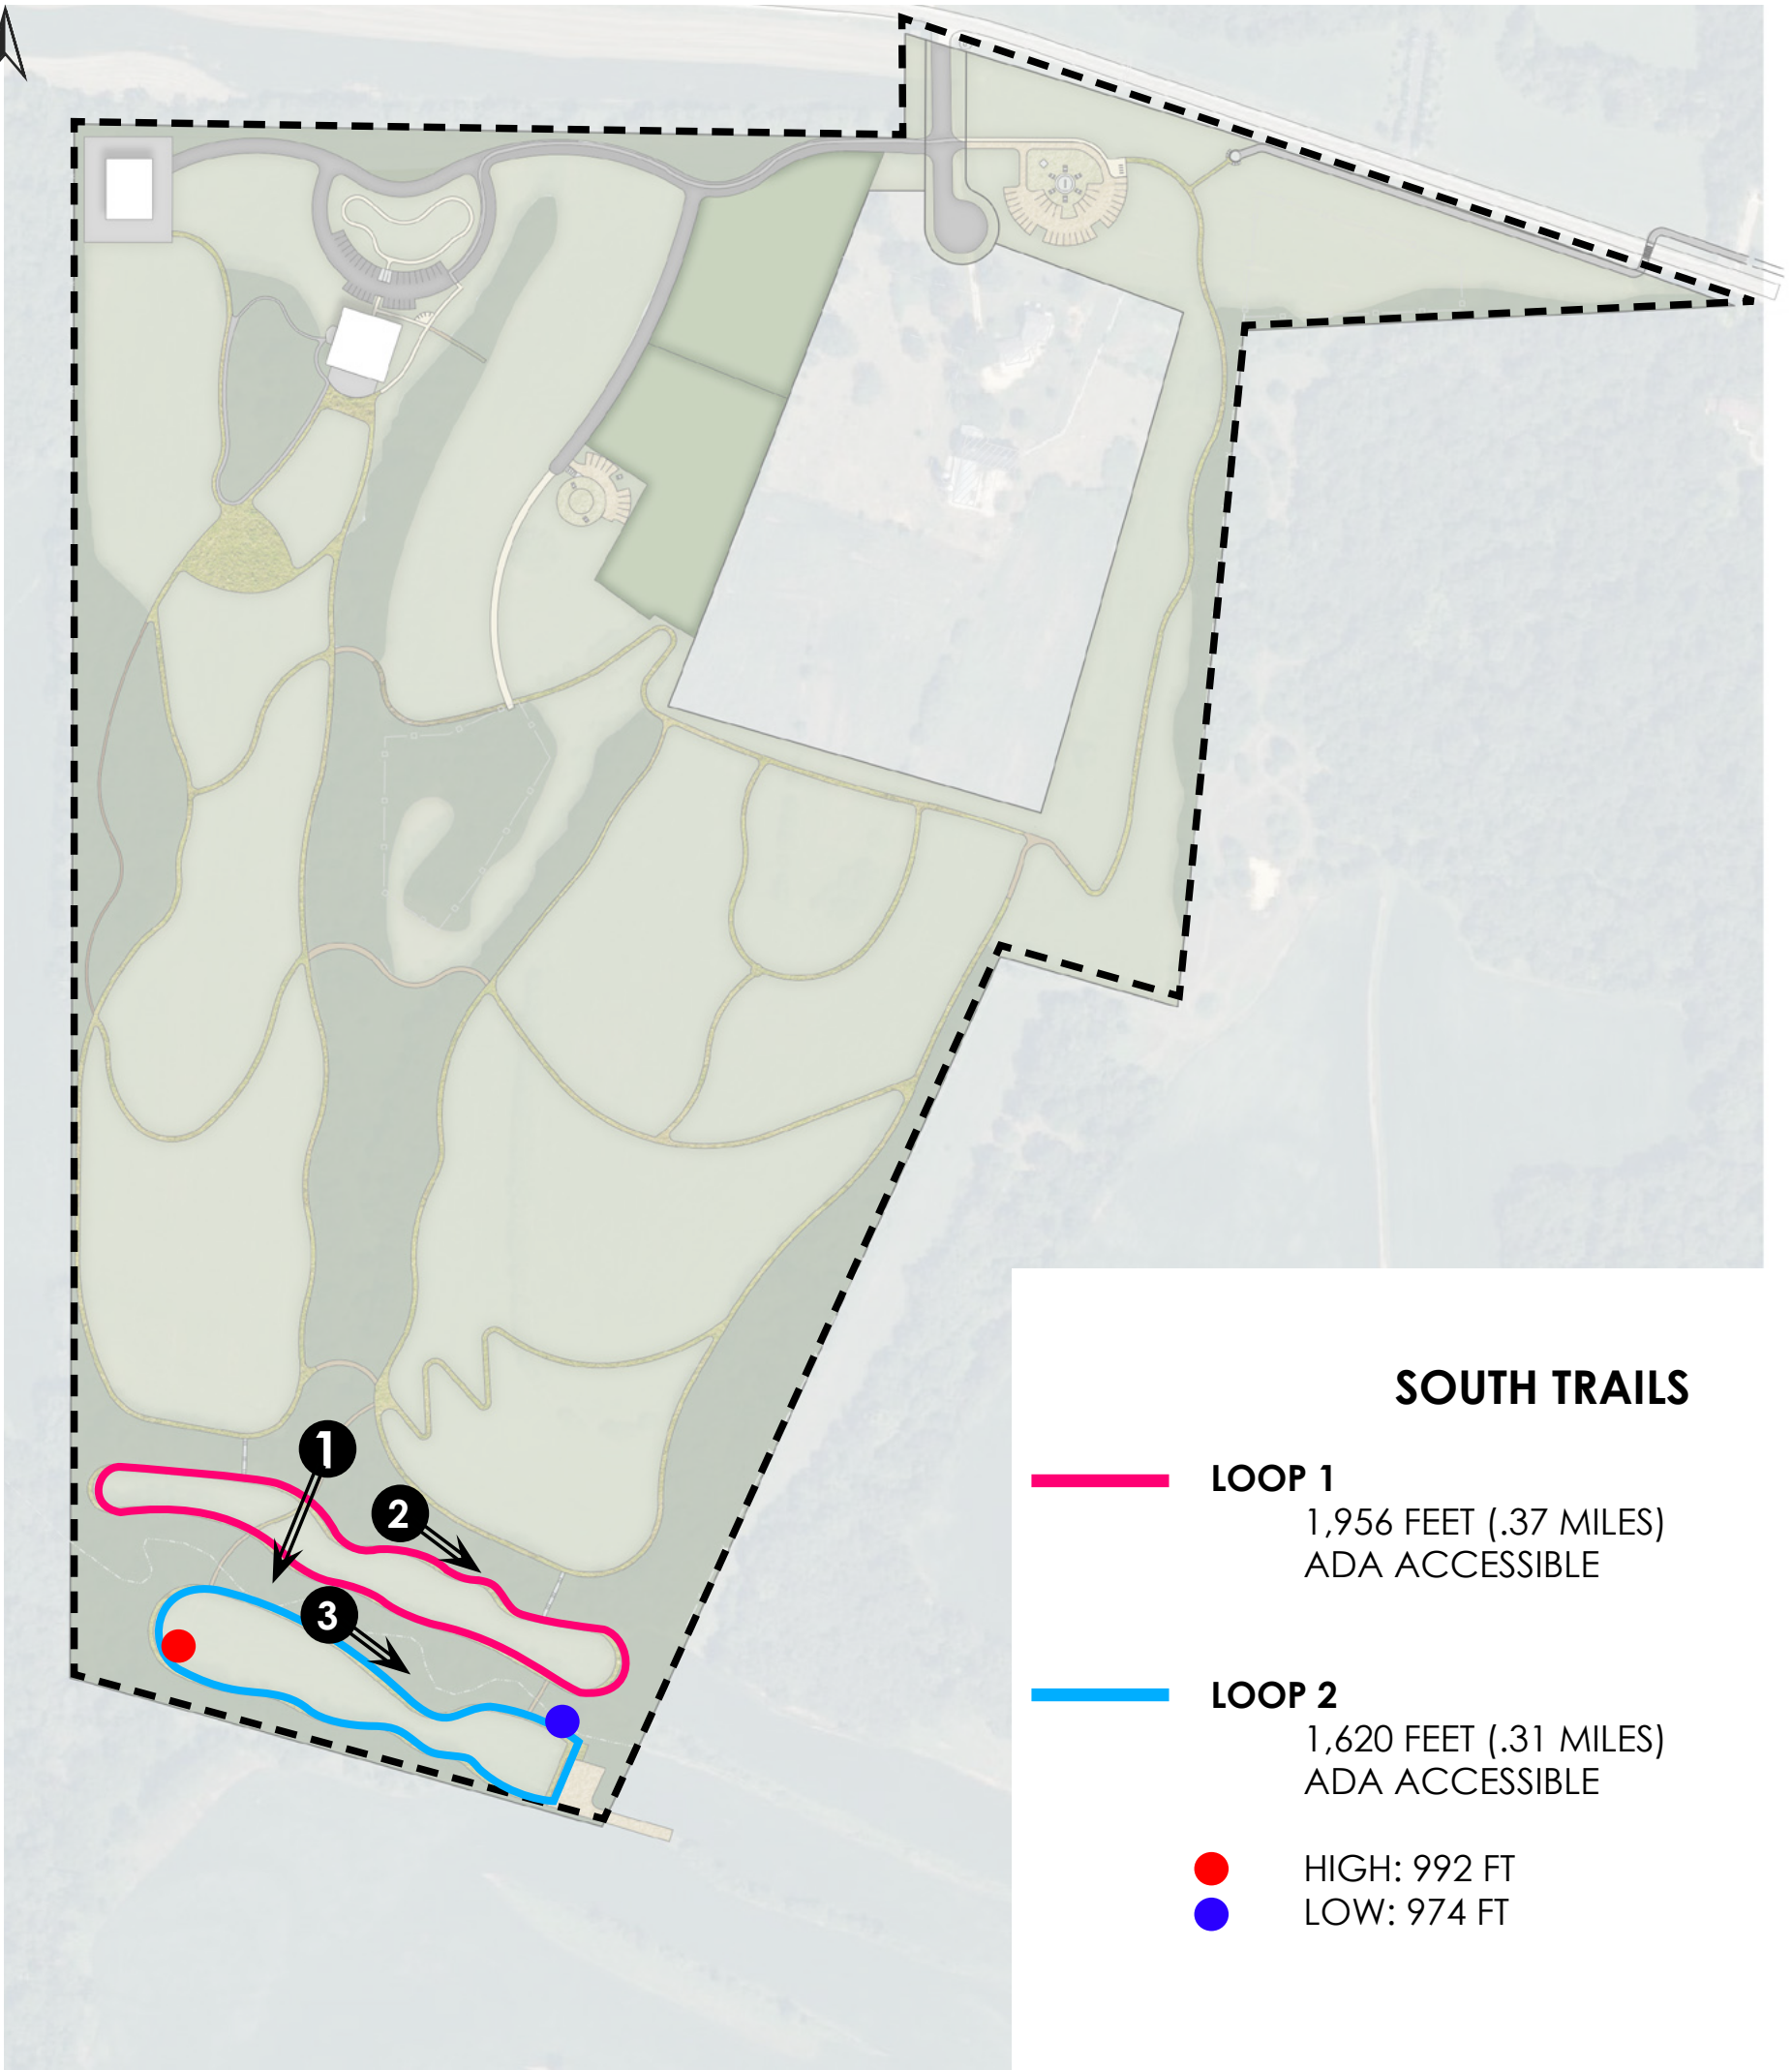 1
2
3
SOUTH TRAILS
LOOP 1
1,956 FEET (.37 MILES)
ADA ACCESSIBLE
LOOP 2
1,620 FEET (.31 MILES)
ADA ACCESSIBLE
HIGH: 992 FT
LOW: 974 FT